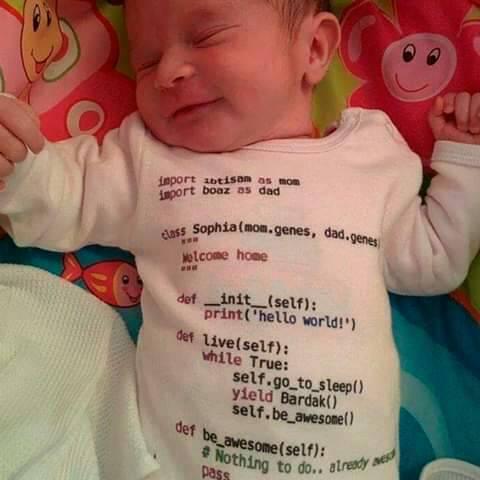 import ibtisam as mom
import boaz as dad
class Sophia(mom.genes, dad.genes
"""
Welcome home
"""
def __init__(self):
print('hello world!')
def live(self):
while True:
self.go_to_sleep()
yield Bardak()
self.be_awesome()
def be_awesome(self):
# Nothing to do.. already awesome
pass